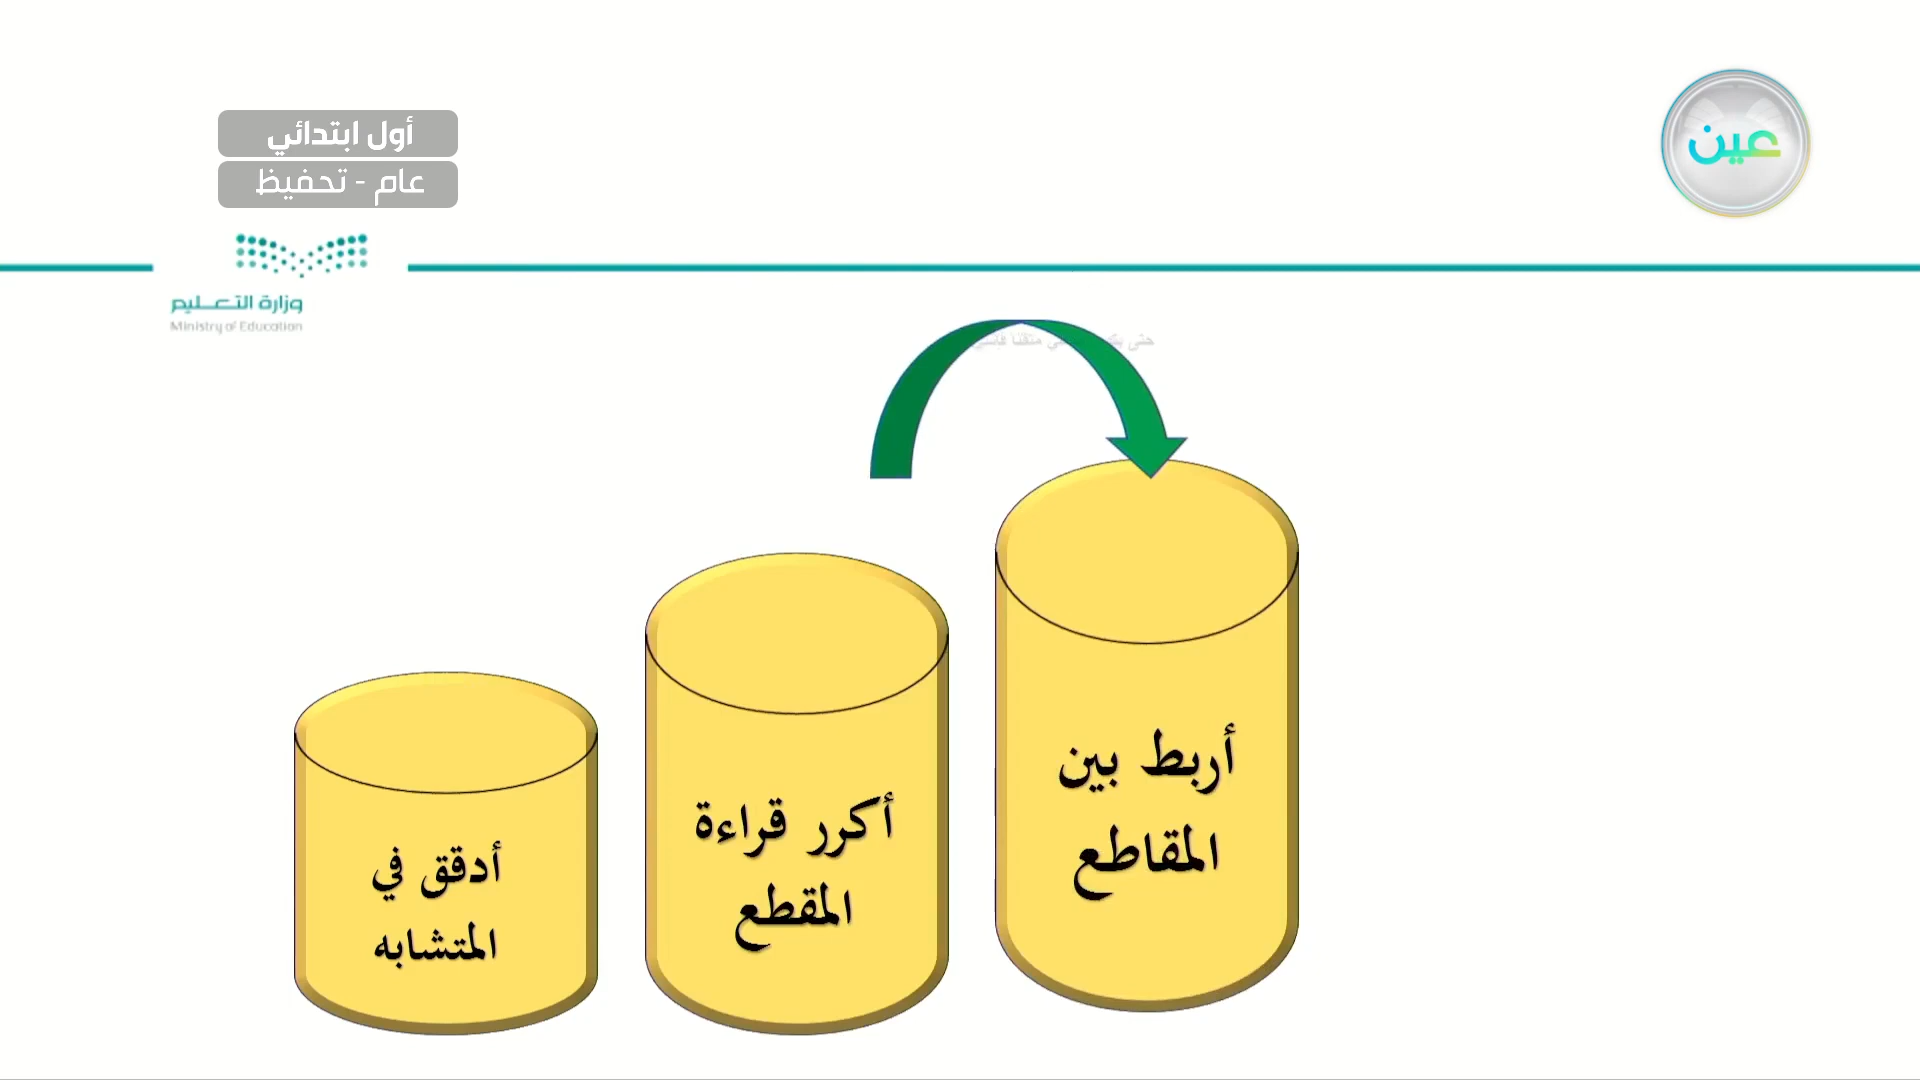 أول ابتدائي
عام - تحفيظ
عين
وزارة التعليم
Ministry of Education
أربط بين
المقاطع
أكرر قراءة
المقطع
أدقق في
المتشابه